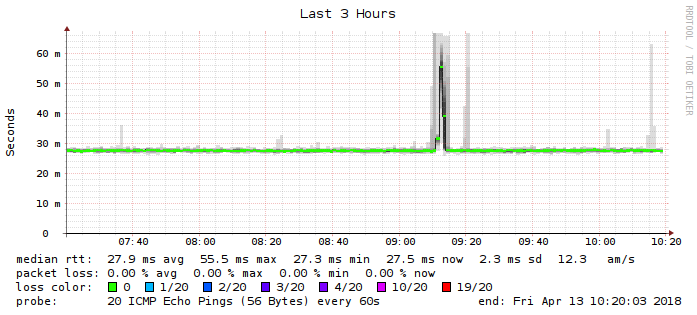 Last 3 Hours
RRDTOOL / TOBI OETIKER
Seconds
60 m
50 m
40 m
30 m
20 m
10 m
0
07:40 08:00 08:20 08:40 09:00 09:20 09:40 10:00 10:20
median rtt: 27.9 ms avg 55.5 ms max 27.3 ms min 27.5 ms now 2.3 ms sd 12.3 am/s
packet loss: 0.00 % avg 0.00 % max 0.00 % min 0.00 % now
loss color: 0 1/20 2/20 3/20 4/20 10/20 19/20
probe: 20 ICMP Echo Pings (56 Bytes) every 60s end: Fri Apr 13 10:20:03 2018